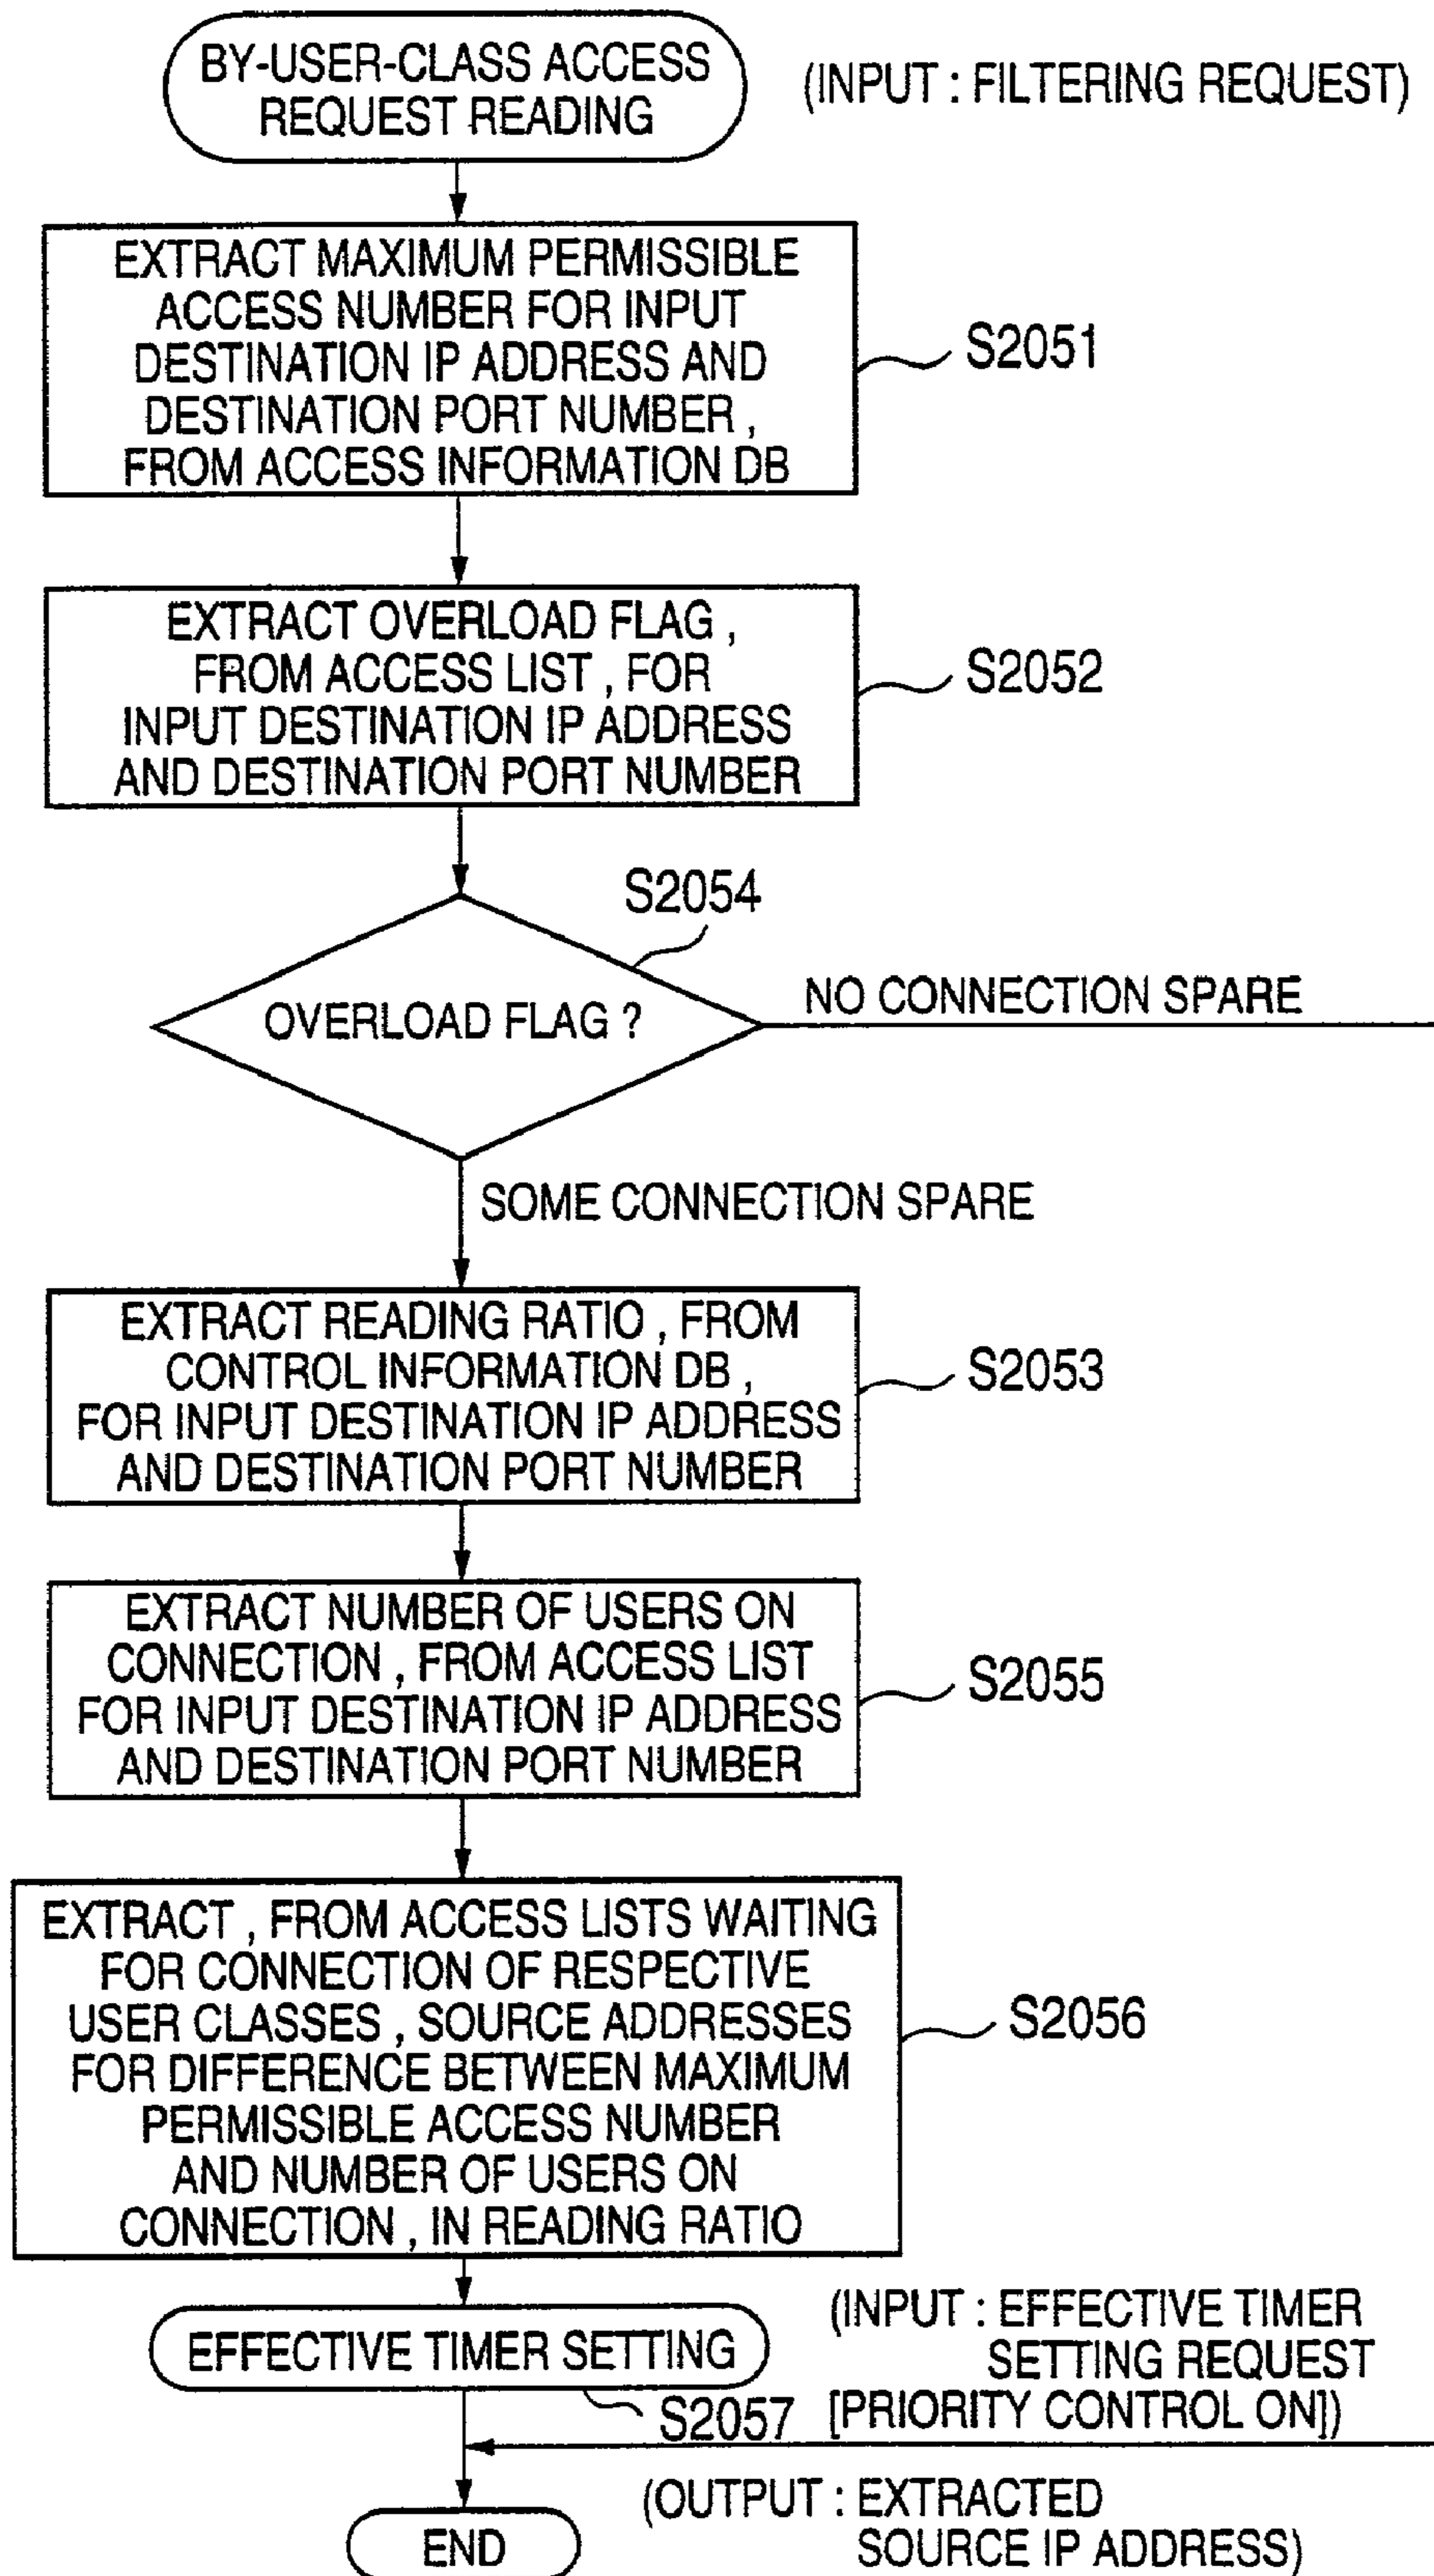 BY-USER-CLASS ACCESS
REQUEST READING
(INPUT : FILTERING REQUEST)
EXTRACT MAXIMUM PERMISSIBLE
ACCESS NUMBER FOR INPUT
DESTINATION IP ADDRESS AND
DESTINATION PORT NUMBER ,
FROM ACCESS INFORMATION DB
S2051
EXTRACT OVERLOAD FLAG ,
FROM ACCESS LIST , FOR
INPUT DESTINATION IP ADDRESS
AND DESTINATION PORT NUMBER
S2052
S2054
OVERLOAD FLAG ?
NO CONNECTION SPARE
SOME CONNECTION SPARE
EXTRACT READING RATIO , FROM
CONTROL INFORMATION DB ,
FOR INPUT DESTINATION IP ADDRESS
AND DESTINATION PORT NUMBER
S2053
EXTRACT NUMBER OF USERS ON
CONNECTION , FROM ACCESS LIST
FOR INPUT DESTINATION IP ADDRESS
AND DESTINATION PORT NUMBER
S2055
EXTRACT , FROM ACCESS LISTS WAITING
FOR CONNECTION OF RESPECTIVE
USER CLASSES , SOURCE ADDRESSES
FOR DIFFERENCE BETWEEN MAXIMUM
PERMISSIBLE ACCESS NUMBER
AND NUMBER OF USERS ON
CONNECTION , IN READING RATIO
S2056
EFFECTIVE TIMER SETTING
S2057
(INPUT : EFFECTIVE TIMER
SETTING REQUEST
[PRIORITY CONTROL ON])
(OUTPUT : EXTRACTED
SOURCE IP ADDRESS)
END